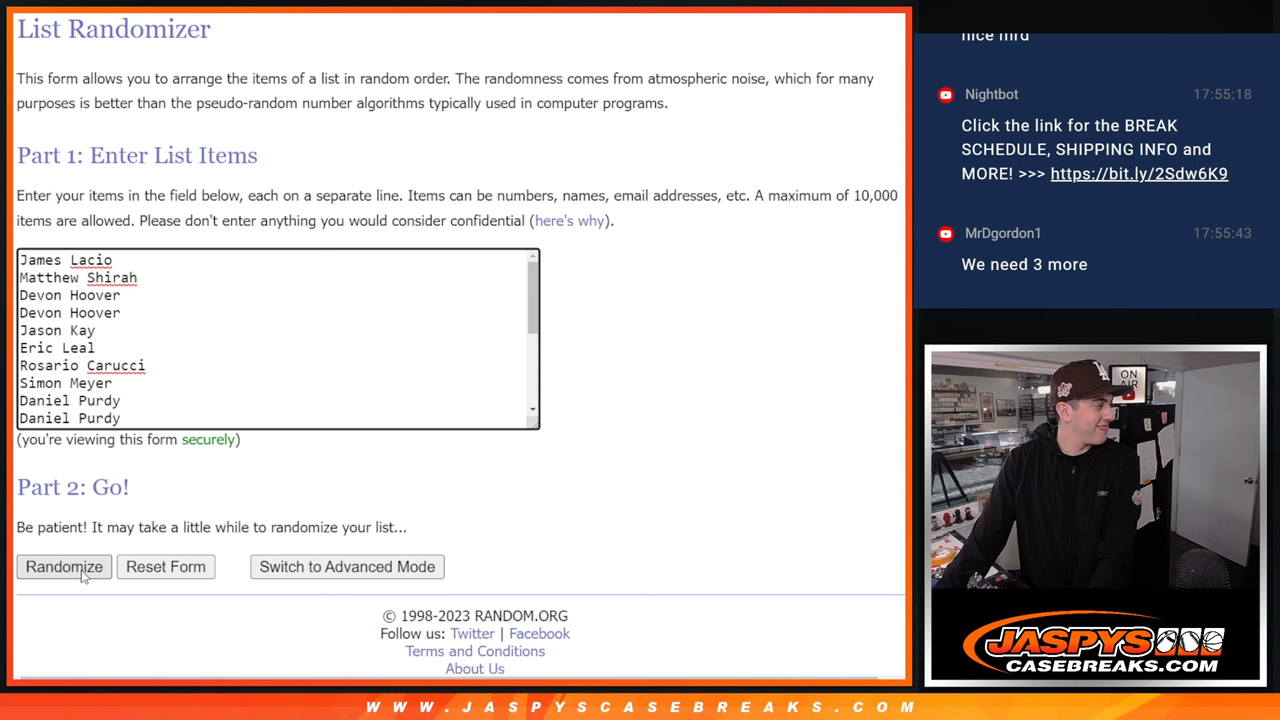 List Randomizer
This form allows you to arrange the items of a list in random order. The randomness comes from atmospheric noise, which for many
purposes is better than the pseudo-random number algorithms typically used in computer programs.
Part 1: Enter List Items
Enter your items in the field below, each on a separate line. Items can be numbers, names, email addresses, etc. A maximum of 10,000
items are allowed. Please don't enter anything you would consider confidential (here's why).
James Lacio
Matthew Shirah
Devon Hoover
Devon Hoover
Jason Kay
Eric Leal
Rosario Carucci
Simon Meyer
Daniel Purdy
Daniel Purdy
(you're viewing this form securely)
Part 2: Go!
Be patient! It may take a little while to randomize your list...
Randomize Reset Form Switch to Advanced Mode
© 1998-2023 RANDOM.ORG
Follow us: Twitter | Facebook
Terms and Conditions
About Us
nice mrd
Nightbot 17:55:18
Click the link for the BREAK
SCHEDULE, SHIPPING INFO and
MORE! >>> https://bit.ly/2Sdw6K9
MrDgordon1 17:55:43
We need 3 more
ON
AIR
JASPYS
CASEBREAKS.COM
WWW.JASPYSCASEBREAKS.COM